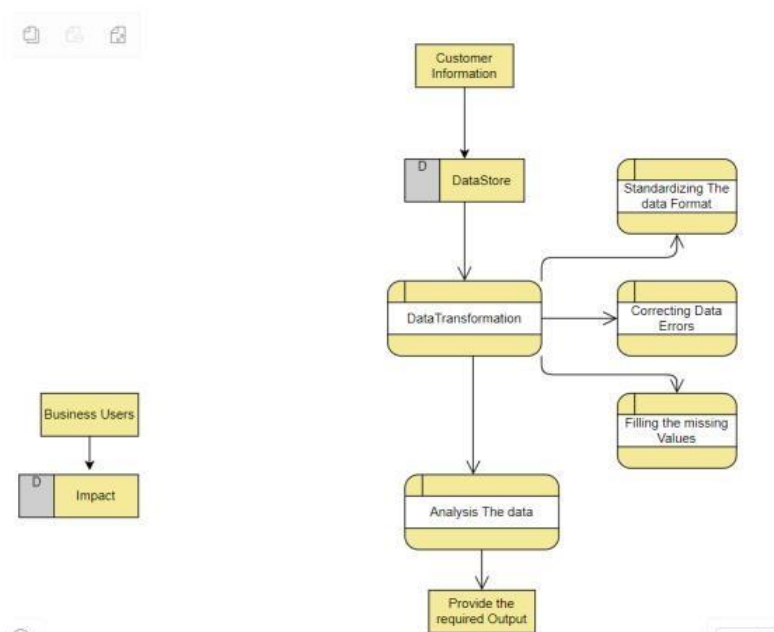 Customer
Information
D
DataStore
Standardizing The
data Format
DataTransformation
Correcting Data
Errors
Filling the missing
Values
Business Users
D
Impact
Analysis The data
Provide the
required Output